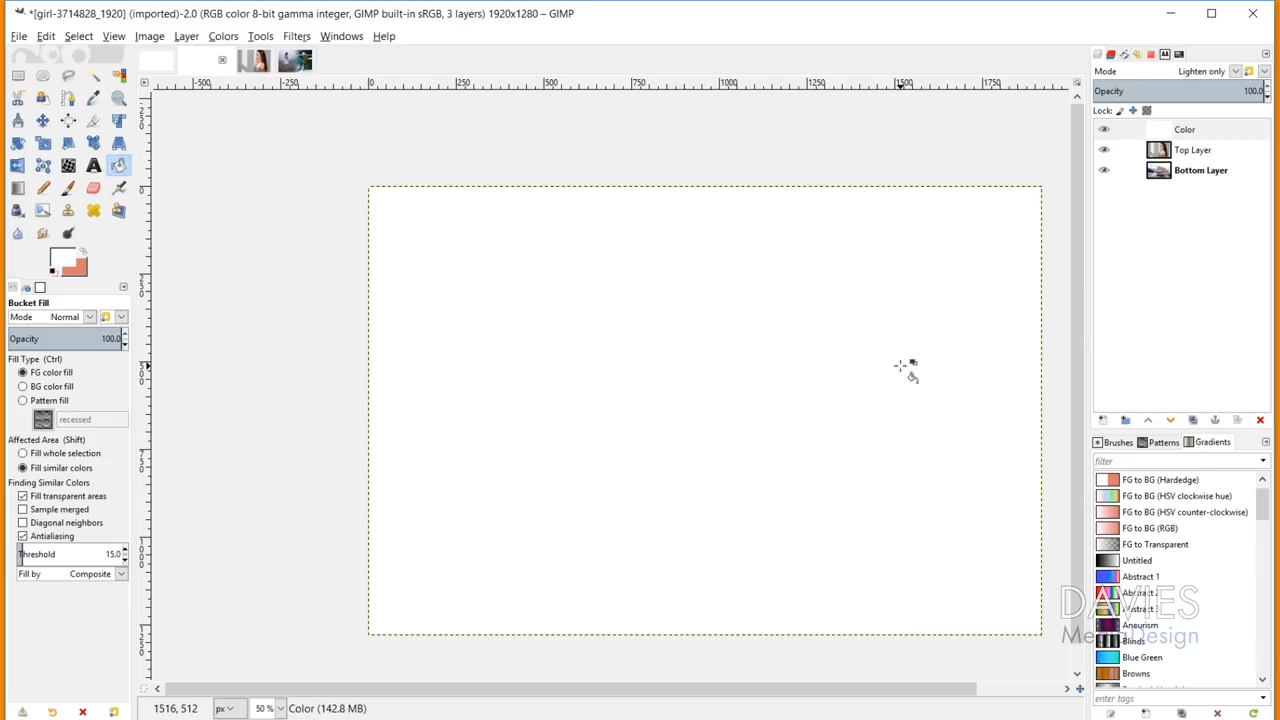 *[girl-3714828_1920] (imported)-2.0 (RGB color 8-bit gamma integer, GIMP built-in sRGB, 3 layers) 1920x1280 – GIMP
File Edit Select View Image Layer Colors Tools Filters Windows Help
-500 -250 0 250 500 750 1000 1250 1500 1750
Mode Lighten only
Opacity 100.0
Lock:
Color
Top Layer
Bottom Layer
Bucket Fill
Mode Normal
Opacity 100.0
Fill Type (Ctrl)
FG color fill
BG color fill
Pattern fill
recessed
Affected Area (Shift)
Fill whole selection
Fill similar colors
Finding Similar Colors
Fill transparent areas
Sample merged
Diagonal neighbors
Antialiasing
Threshold 15.0
Fill by Composite
Brushes Patterns Gradients
filter
FG to BG (Hardedge)
FG to BG (HSV clockwise hue)
FG to BG (HSV counter-clockwise)
FG to BG (RGB)
FG to Transparent
Untitled
Abstract 1
Abstract 2
Abstract 3
Aneurism
Blinds
Blue Green
Browns
DAVIES
MediaDesign
enter tags
1516, 512 px 50 % Color (142.8 MB)